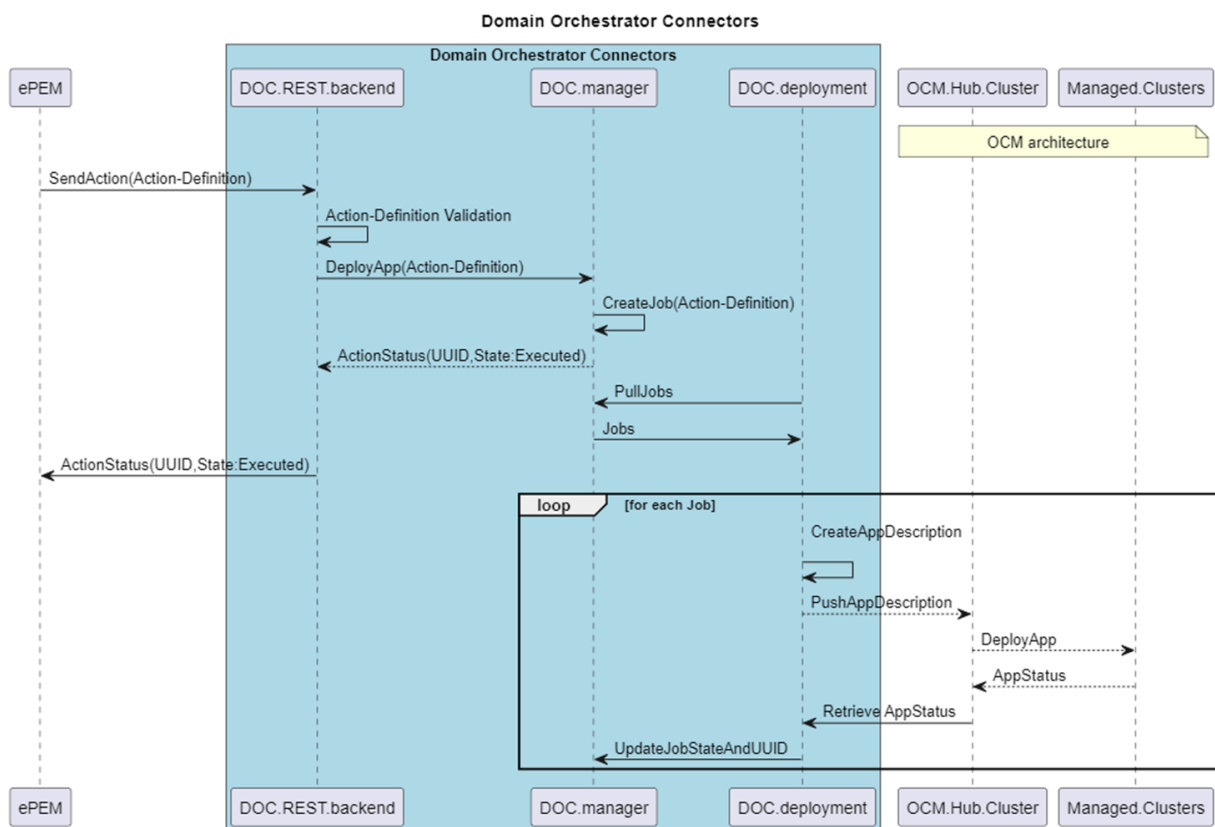 Domain Orchestrator Connectors
Domain Orchestrator Connectors
ePEM
DOC.REST.backend
DOC.manager
DOC.deployment
OCM.Hub.Cluster
Managed.Clusters
OCM architecture
SendAction(Action-Definition)
Action-Definition Validation
DeployApp(Action-Definition)
CreateJob(Action-Definition)
ActionStatus(UUID,State:Executed)
PullJobs
Jobs
ActionStatus(UUID,State:Executed)
loop
[for each Job]
CreateAppDescription
PushAppDescription
DeployApp
AppStatus
Retrieve AppStatus
UpdateJobStateAndUUID
ePEM
DOC.REST.backend
DOC.manager
DOC.deployment
OCM.Hub.Cluster
Managed.Clusters